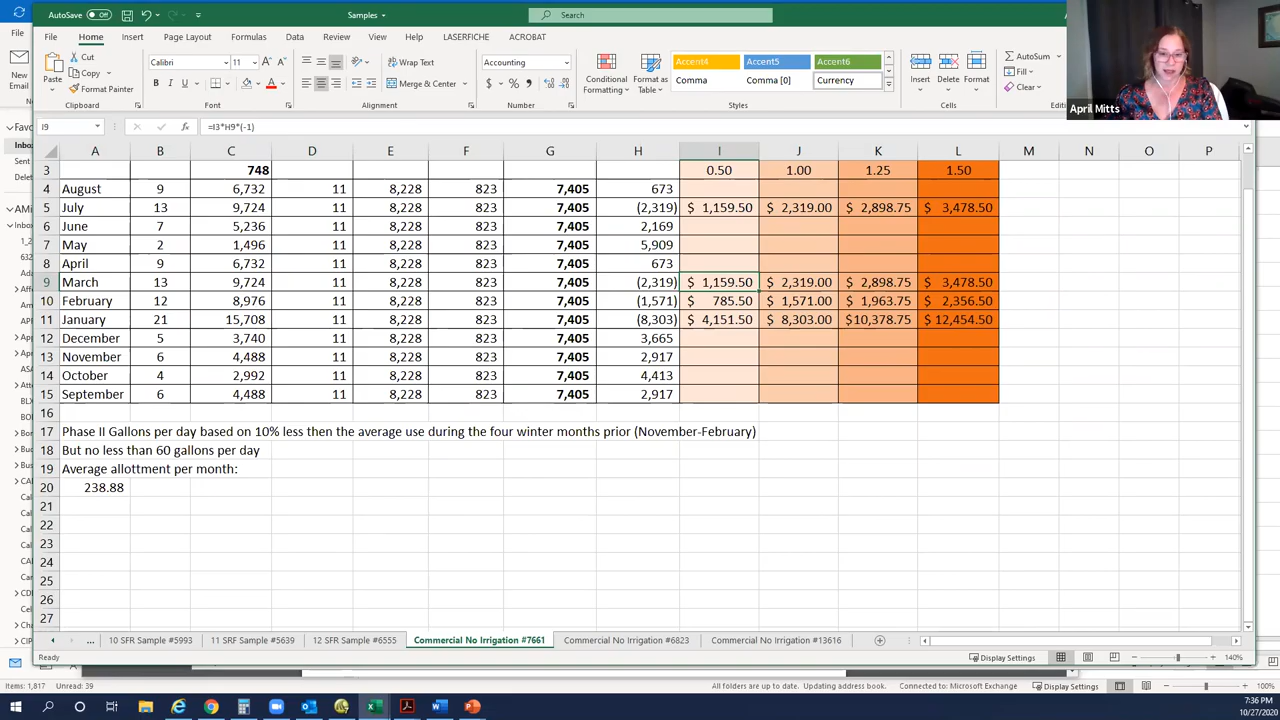 AutoSave Off Samples Search
File Home Insert Page Layout Formulas Data Review View Help LASERFICHE ACROBAT
New
Paste Cut Copy Format Painter
Clipboard
Calibri 11
B I U
Font
Wrap Text
Merge & Center
Alignment
Accounting
$ % ,
Number
Conditional Formatting Format as Table
Accent4 Accent5 Accent6
Comma Comma [0] Currency
Styles
Insert Delete Format
Cells
AutoSum
Fill
Clear
April Mitts
I9 fx =I3*H9*(-1)
A B C D E F G H I J K L M N O P
3 748 0.50 1.00 1.25 1.50
4 August 9 6,732 11 8,228 823 7,405 673
5 July 13 9,724 11 8,228 823 7,405 (2,319) $ 1,159.50 $ 2,319.00 $ 2,898.75 $ 3,478.50
6 June 7 5,236 11 8,228 823 7,405 2,169
7 May 2 1,496 11 8,228 823 7,405 5,909
8 April 9 6,732 11 8,228 823 7,405 673
9 March 13 9,724 11 8,228 823 7,405 (2,319) $ 1,159.50 $ 2,319.00 $ 2,898.75 $ 3,478.50
10 February 12 8,976 11 8,228 823 7,405 (1,571) $ 785.50 $ 1,571.00 $ 1,963.75 $ 2,356.50
11 January 21 15,708 11 8,228 823 7,405 (8,303) $ 4,151.50 $ 8,303.00 $10,378.75 $ 12,454.50
12 December 5 3,740 11 8,228 823 7,405 3,665
13 November 6 4,488 11 8,228 823 7,405 2,917
14 October 4 2,992 11 8,228 823 7,405 4,413
15 September 6 4,488 11 8,228 823 7,405 2,917
16
17 Phase II Gallons per day based on 10% less then the average use during the four winter months prior (November-February)
18 But no less than 60 gallons per day
19 Average allottment per month:
20 238.88
21
22
23
24
25
26
27
... 10 SFR Sample #5993 11 SRF Sample #5639 12 SFR Sample #6555 Commercial No Irrigation #7661 Commercial No Irrigation #6823 Commercial No Irrigation #13616
Ready Display Settings 140%
Items: 1,817 Unread: 39 All folders are up to date. Updating address book. Connected to: Microsoft Exchange Display Settings 100%
7:36 PM
10/27/2020